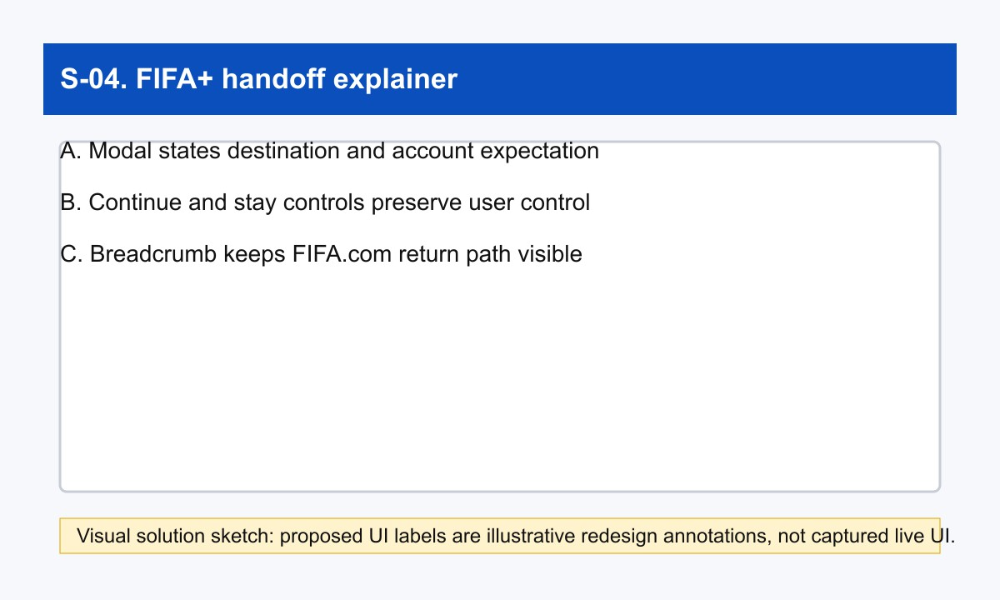 S-04. FIFA+ handoff explainer
A. Modal states destination and account expectation
B. Continue and stay controls preserve user control
C. Breadcrumb keeps FIFA.com return path visible
Visual solution sketch: proposed UI labels are illustrative redesign annotations, not captured live UI.